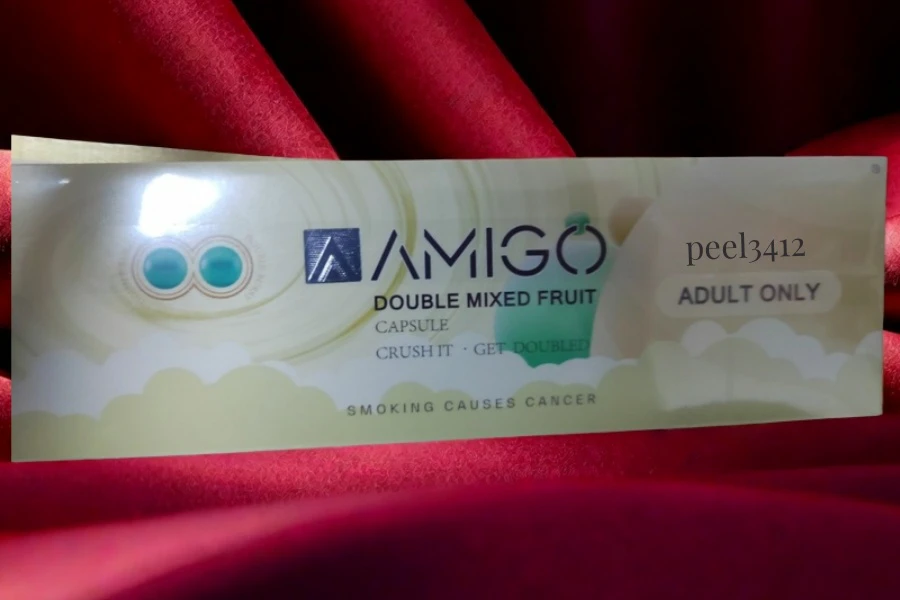 AMIGO
DOUBLE MIXED FRUIT
CAPSULE
CRUSH IT · GET DOUBLED
SMOKING CAUSES CANCER
peel3412
ADULT ONLY